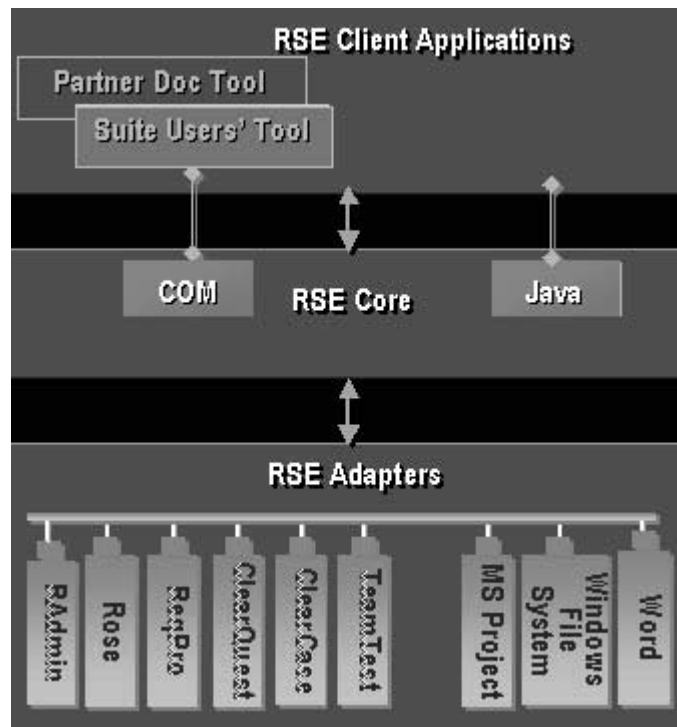 RSE Client Applications
Partner Doc Tool
Suite Users' Tool
COM
RSE Core
Java
RSE Adapters
RAdmin
Rose
ReqPro
ClearQuest
ClearCase
TeamTest
MS Project
Windows
File
System
Word